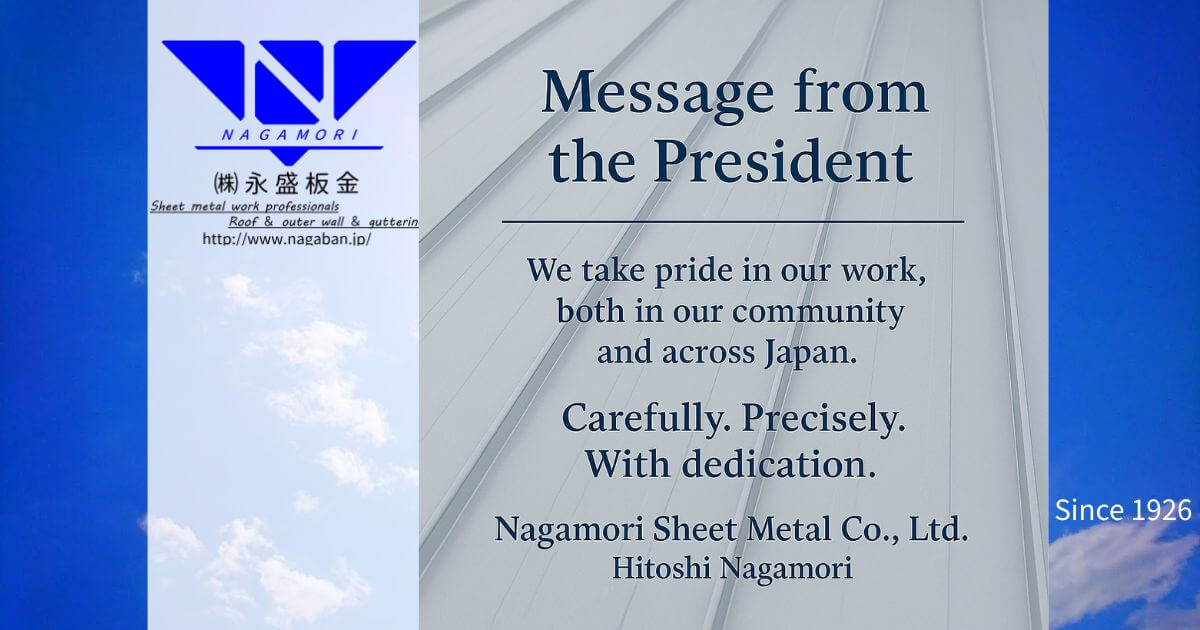 N
NAGAMORI
㈱永盛板金
Sheet metal work professionals
Roof & outer wall & gutterin
http://www.nagaban.jp/
Message from
the President
We take pride in our work,
both in our community
and across Japan.
Carefully. Precisely.
With dedication.
Nagamori Sheet Metal Co., Ltd.
Hitoshi Nagamori
Since 1926